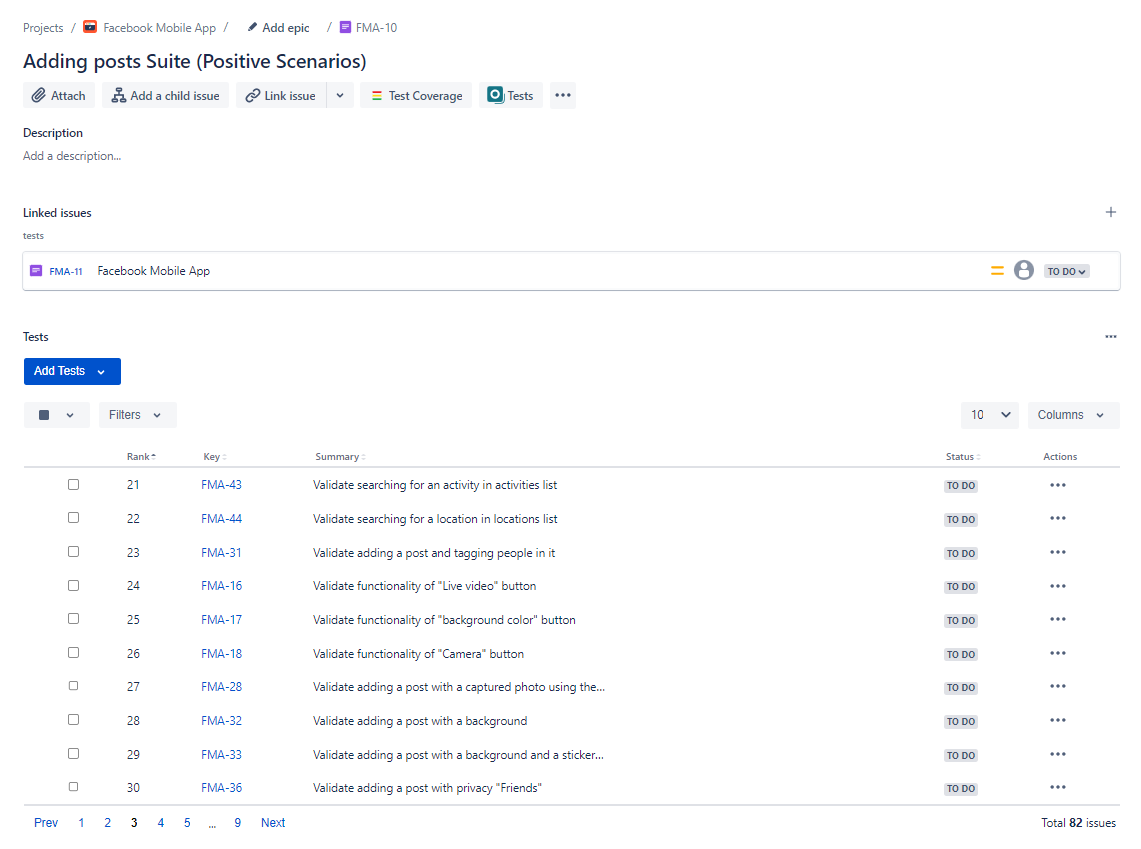 Projects / Facebook Mobile App / Add epic / FMA-10
Adding posts Suite (Positive Scenarios)
Attach Add a child issue Link issue Test Coverage Tests •••
Description
Add a description...
Linked issues
tests
FMA-11 Facebook Mobile App TO DO
Tests
Add Tests
Filters 10 Columns
Rank Key Summary Status Actions
21 FMA-43 Validate searching for an activity in activities list TO DO
22 FMA-44 Validate searching for a location in locations list TO DO
23 FMA-31 Validate adding a post and tagging people in it TO DO
24 FMA-16 Validate functionality of "Live video" button TO DO
25 FMA-17 Validate functionality of "background color" button TO DO
26 FMA-18 Validate functionality of "Camera" button TO DO
27 FMA-28 Validate adding a post with a captured photo using the... TO DO
28 FMA-32 Validate adding a post with a background TO DO
29 FMA-33 Validate adding a post with a background and a sticker... TO DO
30 FMA-36 Validate adding a post with privacy "Friends" TO DO
Prev 1 2 3 4 5 ... 9 Next Total 82 issues